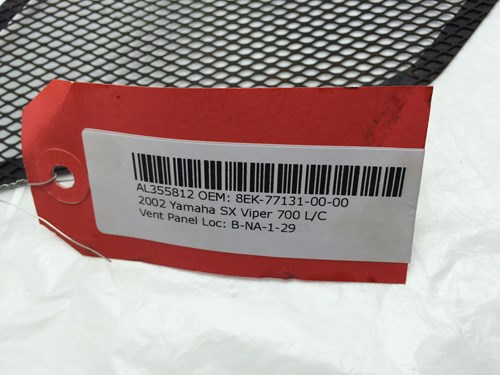 AL355812 OEM: 8EK-77131-00-00
2002 Yamaha SX Viper 700 L/C
Vent Panel Loc: B-NA-1-29